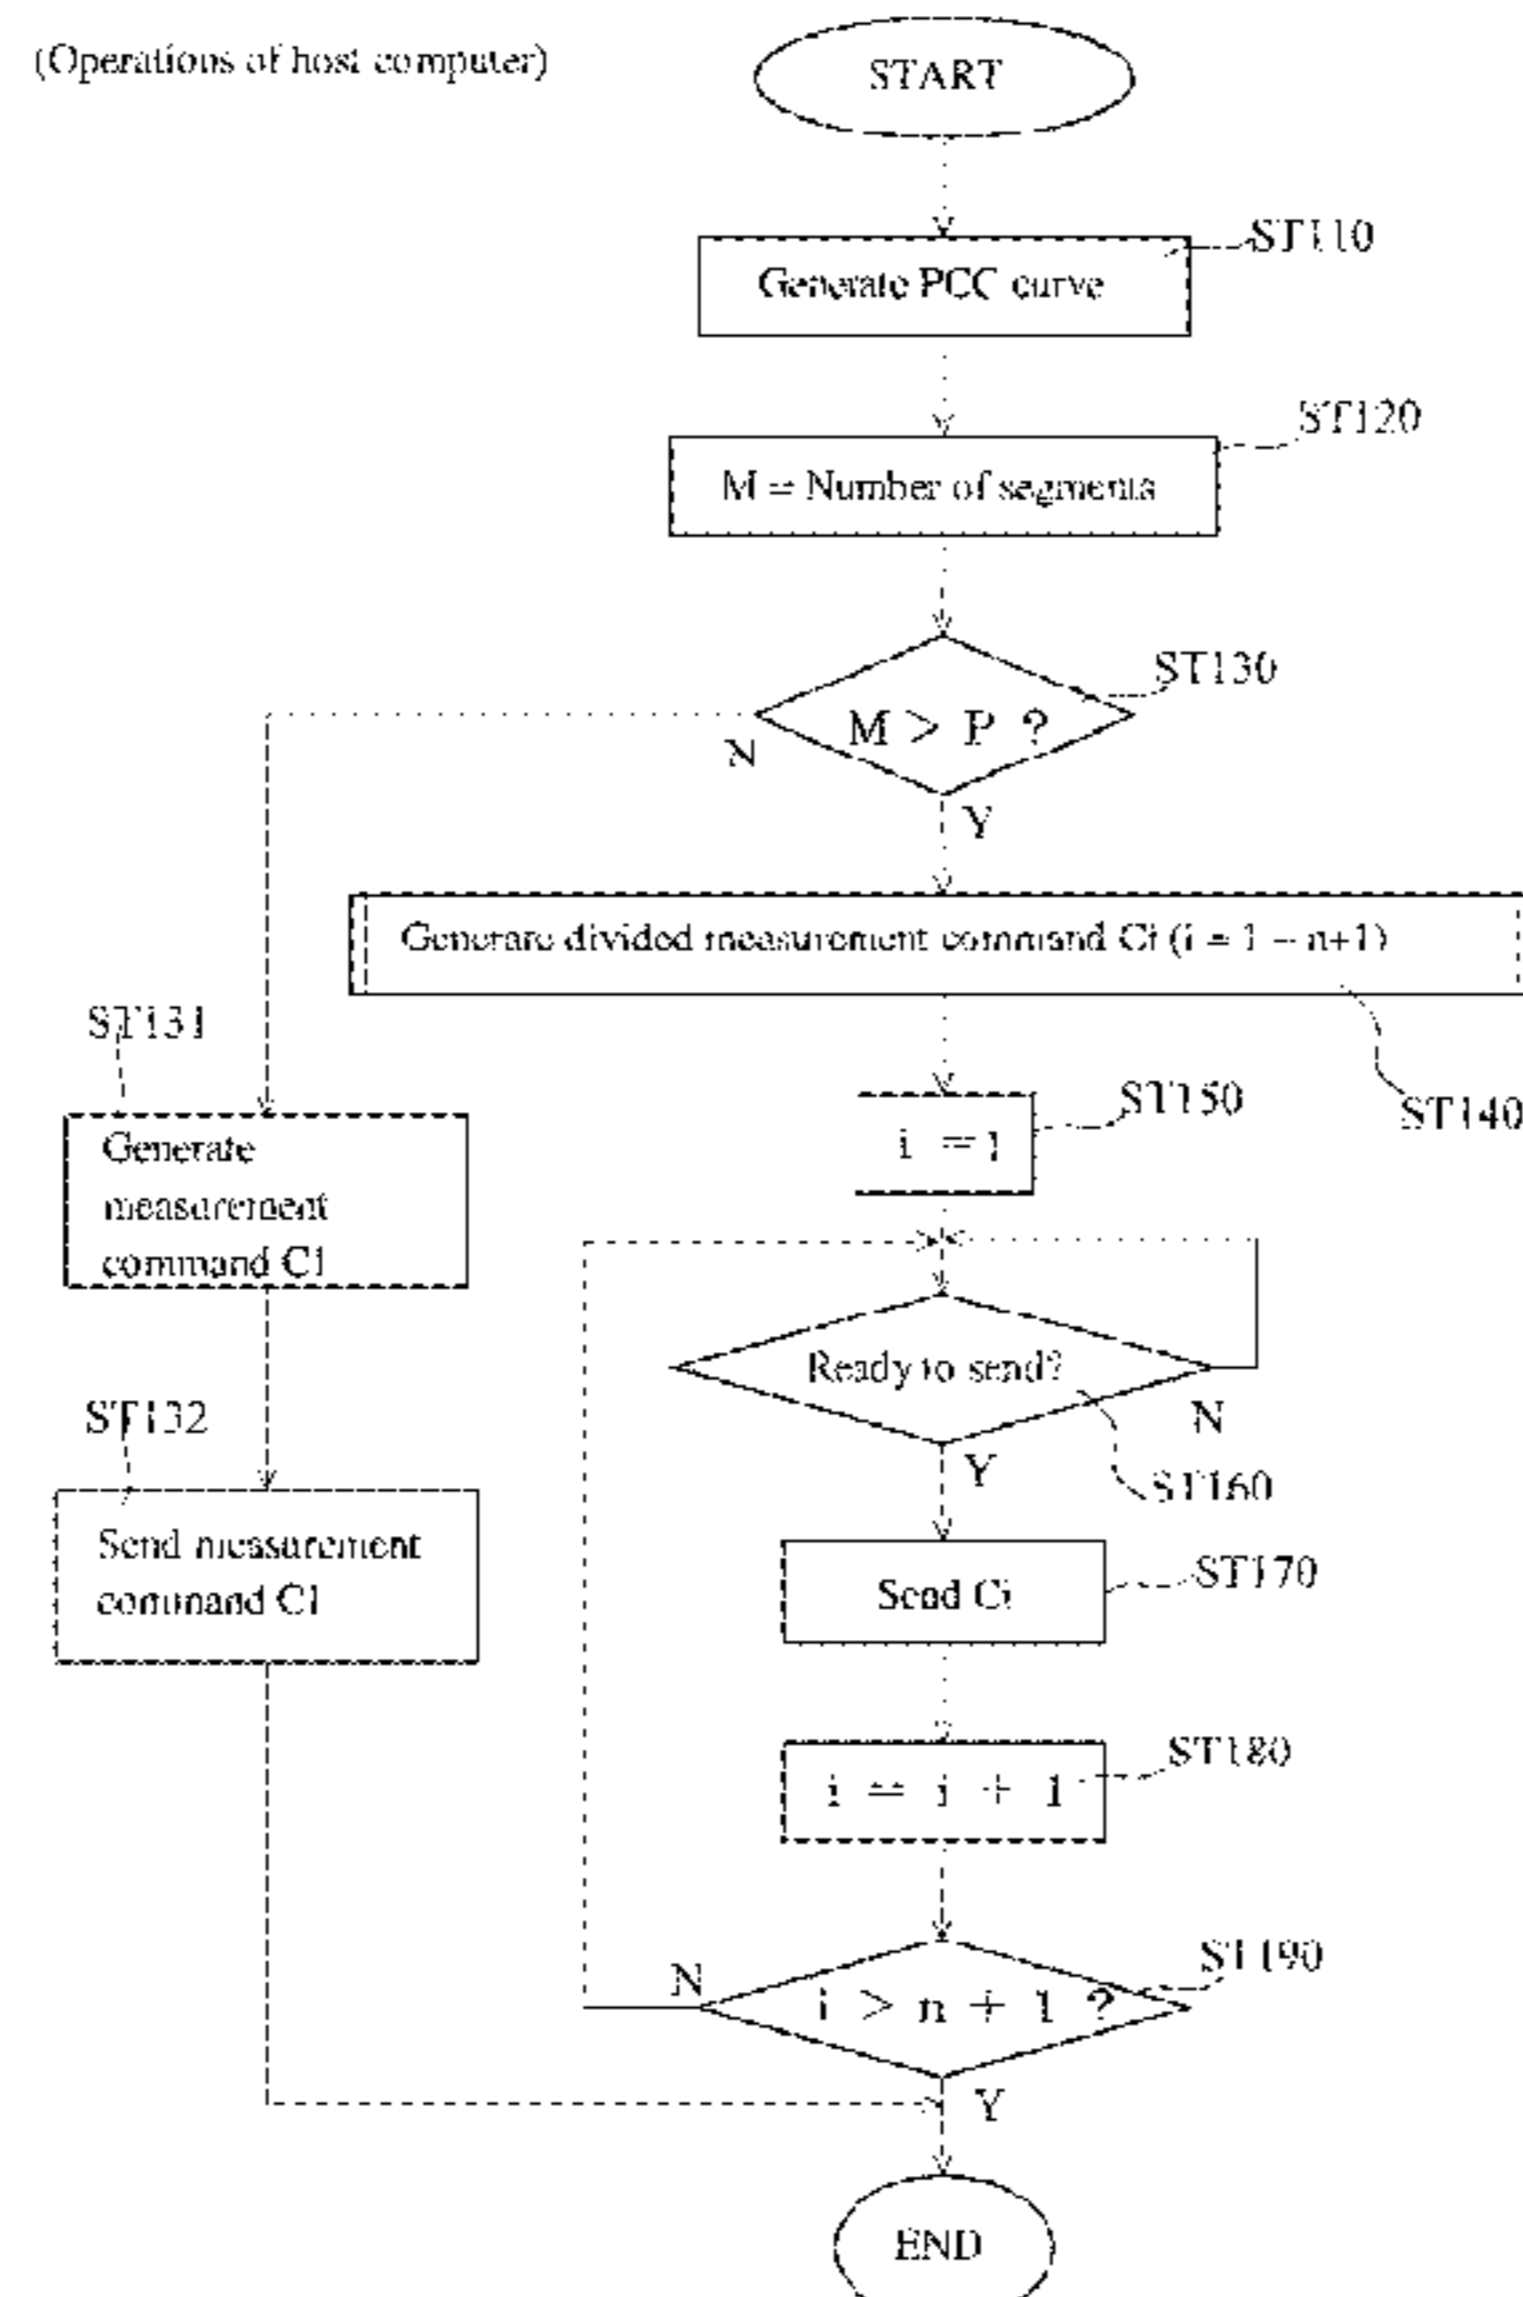 (Operations of host computer)
START
ST110
Generate PCC curve
ST120
M = Number of segments
ST130
M > P ?
N
Y
Generate divided measurement command Ci (i = 1 – n+1)
ST140
ST131
Generate
measurement
command C1
ST150
i = 1
Ready to send?
N
Y
ST160
ST132
Send measurement
command C1
Send Ci
ST170
ST180
i = i + 1
ST190
N
i > n + 1 ?
Y
END